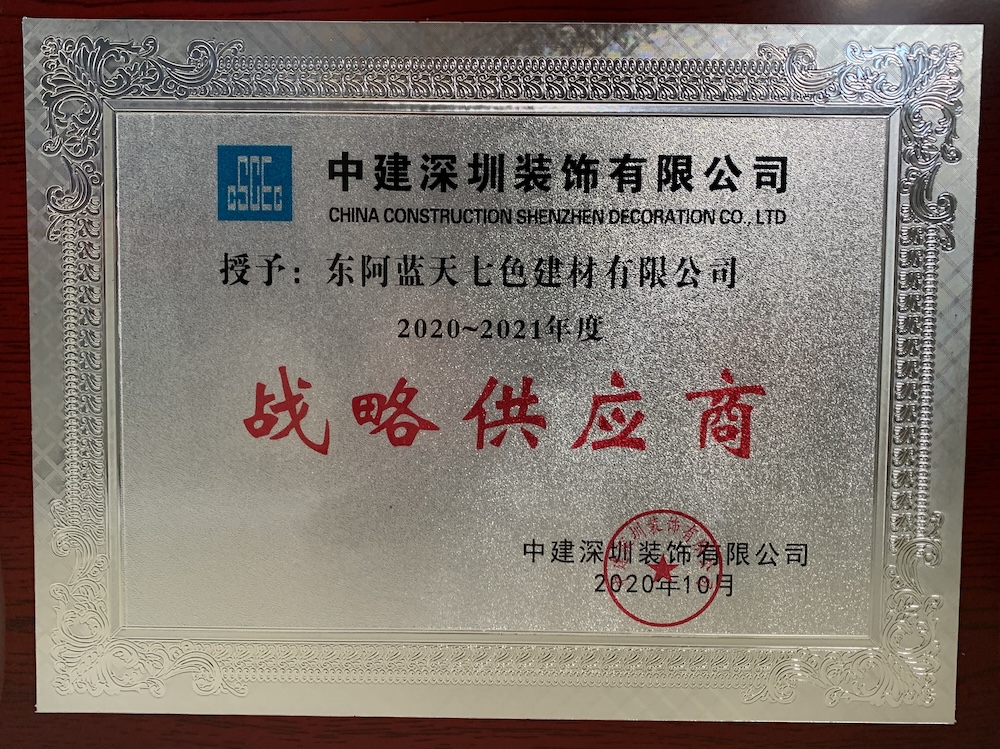 CSCEC
中建深圳装饰有限公司
CHINA CONSTRUCTION SHENZHEN DECORATION CO., LTD
授予：东阿蓝天七色建材有限公司
2020~2021年度
战略供应商
中建深圳装饰有限公司
2020年10月